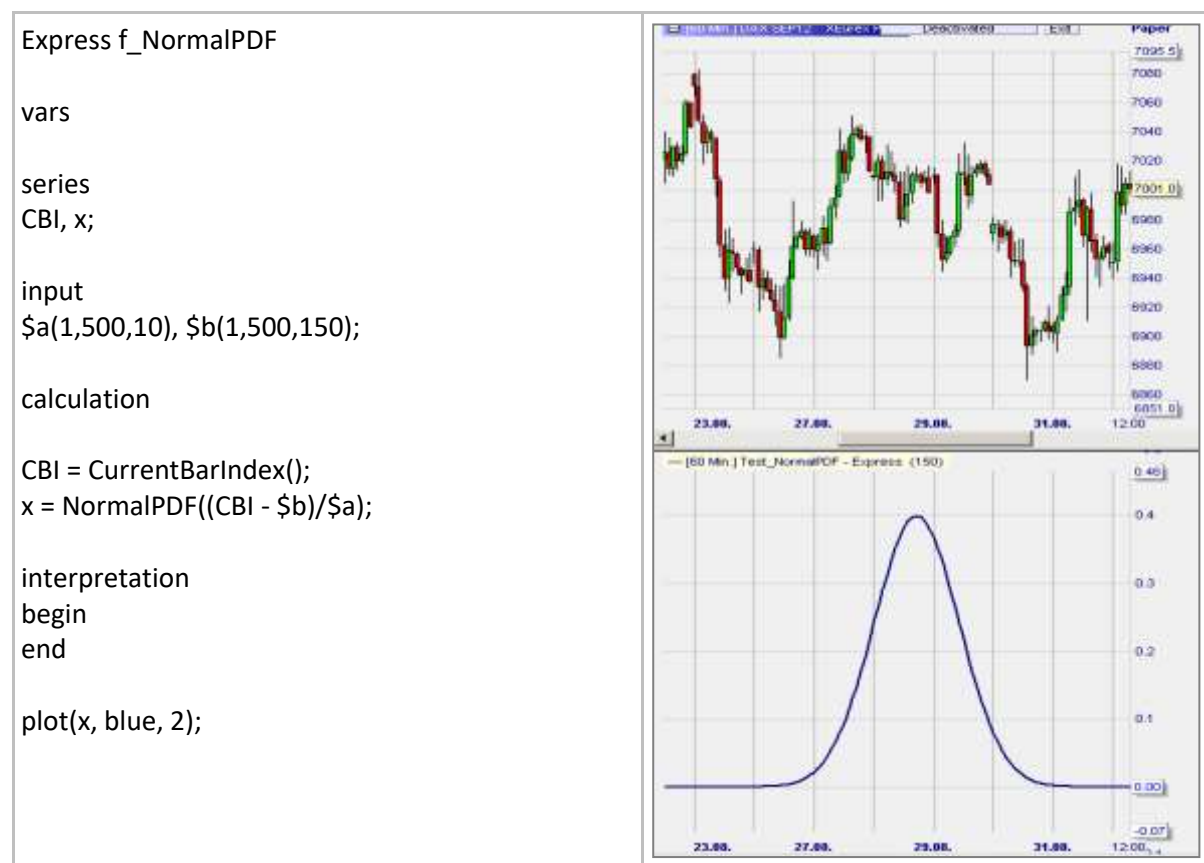 Express f_NormalPDF
vars
series
CBI, x;
input
$a(1,500,10), $b(1,500,150);
calculation
CBI = CurrentBarIndex();
x = NormalPDF((CBI - $b)/$a);
interpretation
begin
end
plot(x, blue, 2);
Deactivated
Exit
Paper
7095.5
7080
7060
7040
7020
7001.0
6980
6960
6940
6920
6900
6880
6860
6851.0
23.08. 27.08. 29.08. 31.08. 12:00
[60 Min.] Test_NormalPDF - Express (150)
0.46
0.4
0.3
0.2
0.1
0.00
-0.07
23.08. 27.08. 29.08. 31.08. 12:00